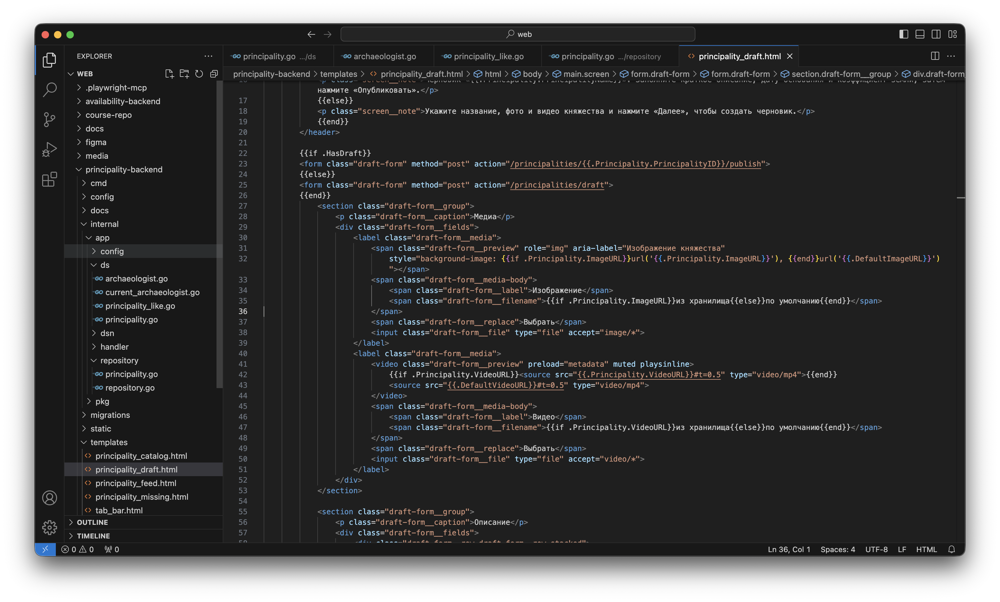 web
EXPLORER
WEB
.playwright-mcp
availability-backend
course-repo
docs
figma
media
principality-backend
cmd
config
docs
internal
app
config
ds
archaeologist.go
current_archaeologist.go
principality_like.go
principality.go
dsn
handler
repository
principality.go
repository.go
pkg
migrations
static
templates
principality_catalog.html
principality_draft.html
principality_feed.html
principality_missing.html
tab_bar.html
OUTLINE
TIMELINE
principality.go .../ds
archaeologist.go
principality_like.go
principality.go .../repository
principality_draft.html
principality-backend > templates > principality_draft.html > html > body > main.screen > form.draft-form > form.draft-form > section.draft-form__group > div.draft-form_
нажмите «Опубликовать».</p>
17 {{else}}
18 <p class="screen__note">Укажите название, фото и видео княжества и нажмите «Далее», чтобы создать черновик.</p>
19 {{end}}
20 </header>
21
22 {{if .HasDraft}}
23 <form class="draft-form" method="post" action="/principalities/{{.Principality.PrincipalityID}}/publish">
24 {{else}}
25 <form class="draft-form" method="post" action="/principalities/draft">
26 {{end}}
27 <section class="draft-form__group">
28 <p class="draft-form__caption">Медиа</p>
29 <div class="draft-form__fields">
30 <label class="draft-form__media">
31 <span class="draft-form__preview" role="img" aria-label="Изображение княжества"
32 style="background-image: {{if .Principality.ImageURL}}url('{{.Principality.ImageURL}}'), {{end}}url('{{.DefaultImageURL}}')
"></span>
33 <span class="draft-form__media-body">
34 <span class="draft-form__label">Изображение</span>
35 <span class="draft-form__filename">{{if .Principality.ImageURL}}из хранилища{{else}}по умолчанию{{end}}</span>
36 </span>
37 <span class="draft-form__replace">Выбрать</span>
38 <input class="draft-form__file" type="file" accept="image/*">
39 </label>
40 <label class="draft-form__media">
41 <video class="draft-form__preview" preload="metadata" muted playsinline>
42 {{if .Principality.VideoURL}}<source src="{{.Principality.VideoURL}}#t=0.5" type="video/mp4">{{end}}
43 <source src="{{.DefaultVideoURL}}#t=0.5" type="video/mp4">
44 </video>
45 <span class="draft-form__media-body">
46 <span class="draft-form__label">Видео</span>
47 <span class="draft-form__filename">{{if .Principality.VideoURL}}из хранилища{{else}}по умолчанию{{end}}</span>
48 </span>
49 <span class="draft-form__replace">Выбрать</span>
50 <input class="draft-form__file" type="file" accept="video/*">
51 </label>
52 </div>
53 </section>
54
55 <section class="draft-form__group">
56 <p class="draft-form__caption">Описание</p>
57 <div class="draft-form__fields">
0 0 0
Ln 36, Col 1 Spaces: 4 UTF-8 LF HTML